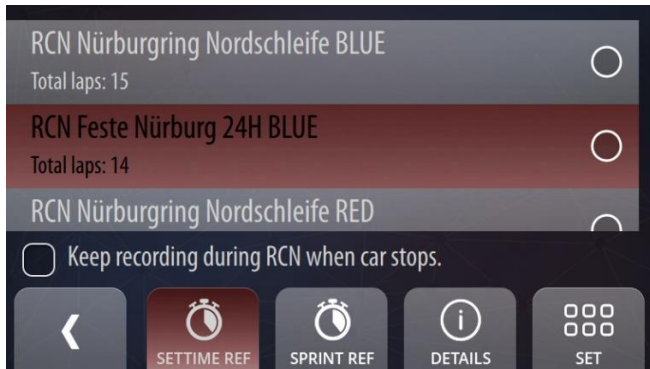 RCN Nürburgring Nordschleife BLUE
Total laps: 15
RCN Feste Nürburg 24H BLUE
Total laps: 14
RCN Nürburgring Nordschleife RED
Keep recording during RCN when car stops.
SETTIME REF
SPRINT REF
DETAILS
SET